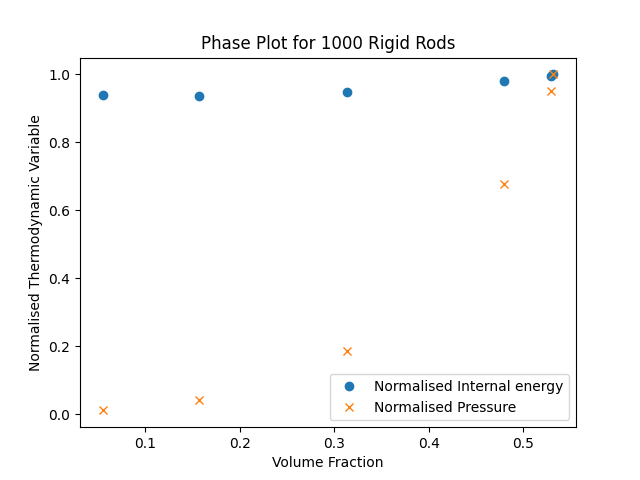 Phase Plot for 1000 Rigid Rods
Normalised Thermodynamic Variable
1.0
0.8
0.6
0.4
0.2
0.0
Normalised Internal energy
Normalised Pressure
0.1
0.2
0.3
0.4
0.5
Volume Fraction